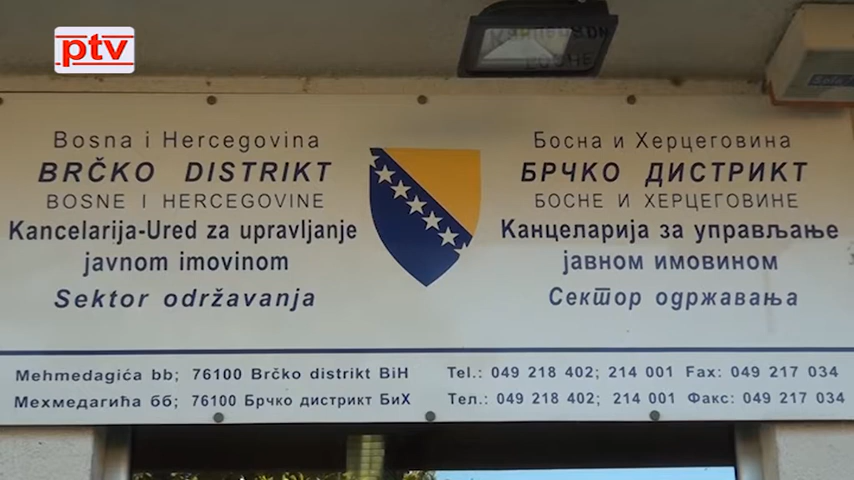 ptv
Bosna i Hercegovina
BRČKO DISTRIKT
BOSNE I HERCEGOVINE
Kancelarija-Ured za upravljanje
javnom imovinom
Sektor održavanja
Босна и Херцеговина
БРЧКО ДИСТРИКТ
БОСНЕ И ХЕРЦЕГОВИНЕ
Канцеларија за управљање
јавном имовином
Сектор одржавања
Mehmedagića bb; 76100 Brčko distrikt BiH Tel.: 049 218 402; 214 001 Fax: 049 217 034
Мехмедагића бб; 76100 Брчко дистрикт БиХ Тел.: 049 218 402; 214 001 Факс: 049 217 034